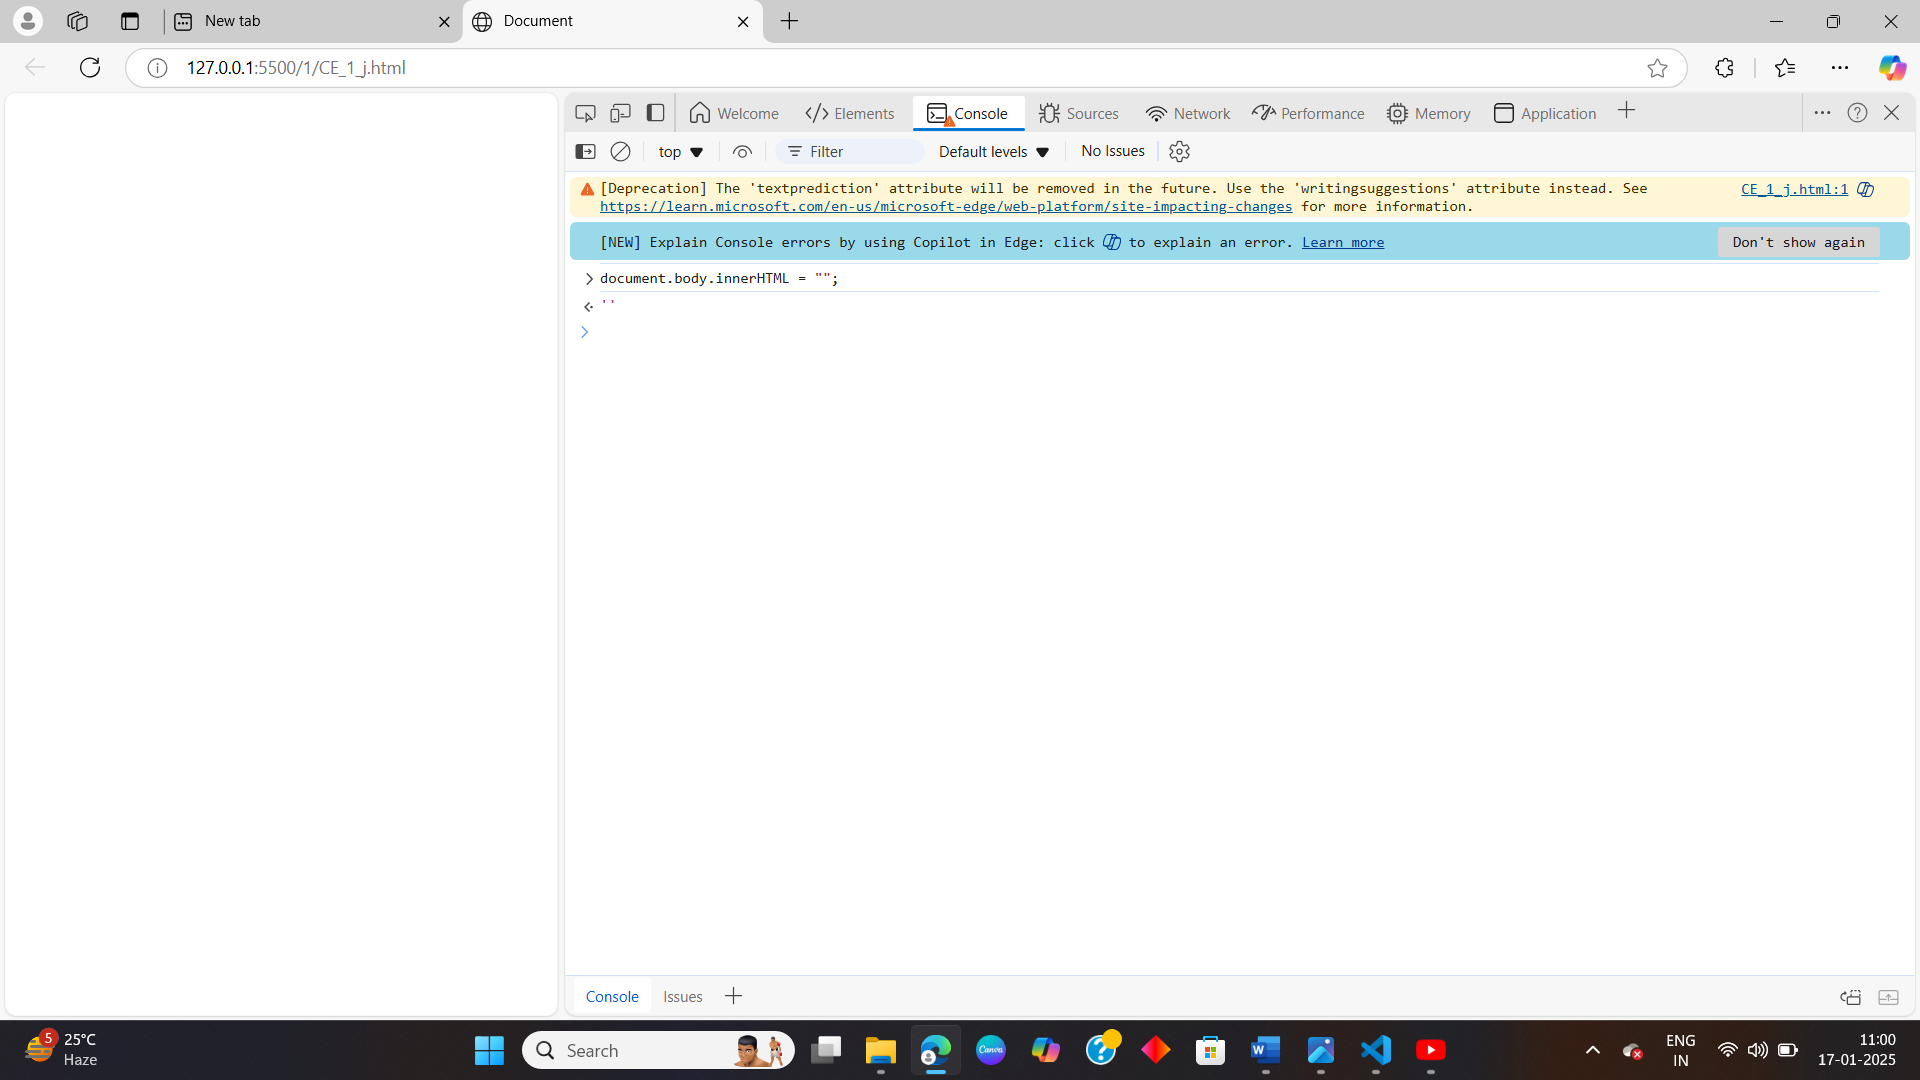 New tab
Document
127.0.0.1:5500/1/CE_1_j.html
Welcome
Elements
Console
Sources
Network
Performance
Memory
Application
top
Filter
Default levels
No Issues
[Deprecation] The 'textprediction' attribute will be removed in the future. Use the 'writingsuggestions' attribute instead. See
CE_1_j.html:1
https://learn.microsoft.com/en-us/microsoft-edge/web-platform/site-impacting-changes for more information.
[NEW] Explain Console errors by using Copilot in Edge: click to explain an error. Learn more
Don't show again
document.body.innerHTML = "";
''
Console
Issues
5
25°C
Haze
Search
Canva
W
ENG
IN
11:00
17-01-2025